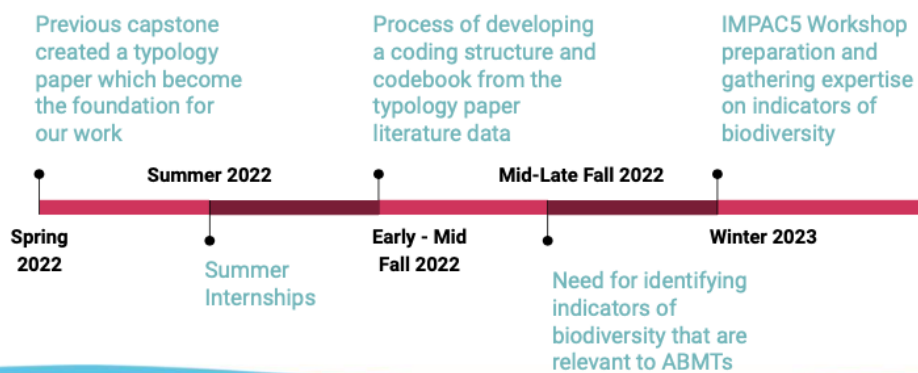 Previous capstone
created a typology
paper which become
the foundation for
our work
Process of developing
a coding structure and
codebook from the
typology paper
literature data
IMPAC5 Workshop
preparation and
gathering expertise
on indicators of
biodiversity
Summer 2022
Mid-Late Fall 2022
Spring
2022
Early - Mid
Fall 2022
Winter 2023
Summer
Internships
Need for identifying
indicators of
biodiversity that are
relevant to ABMTs